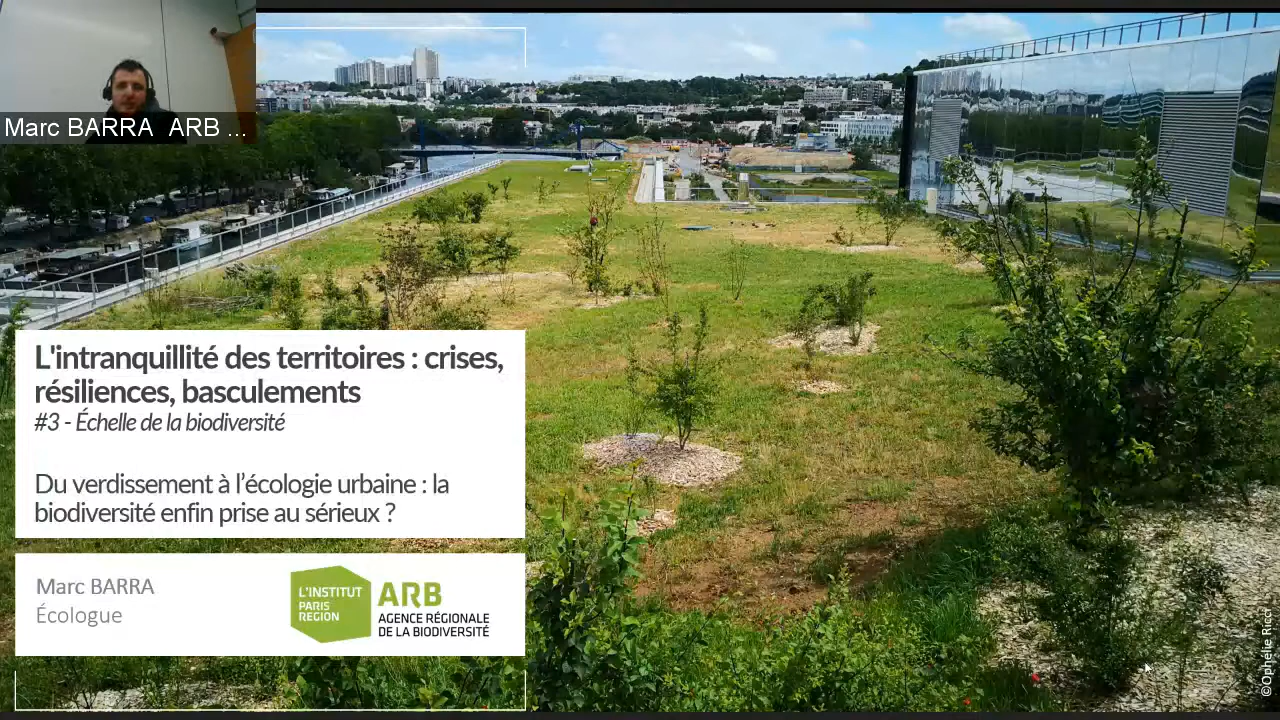 Marc BARRA ARB ...
L'intranquillité des territoires : crises,
résiliences, basculements
#3 - Échelle de la biodiversité
Du verdissement à l'écologie urbaine : la
biodiversité enfin prise au sérieux ?
Marc BARRA
Écologue
L'INSTITUT
PARIS
REGION
ARB
AGENCE RÉGIONALE
DE LA BIODIVERSITÉ
©Ophélie Ricci